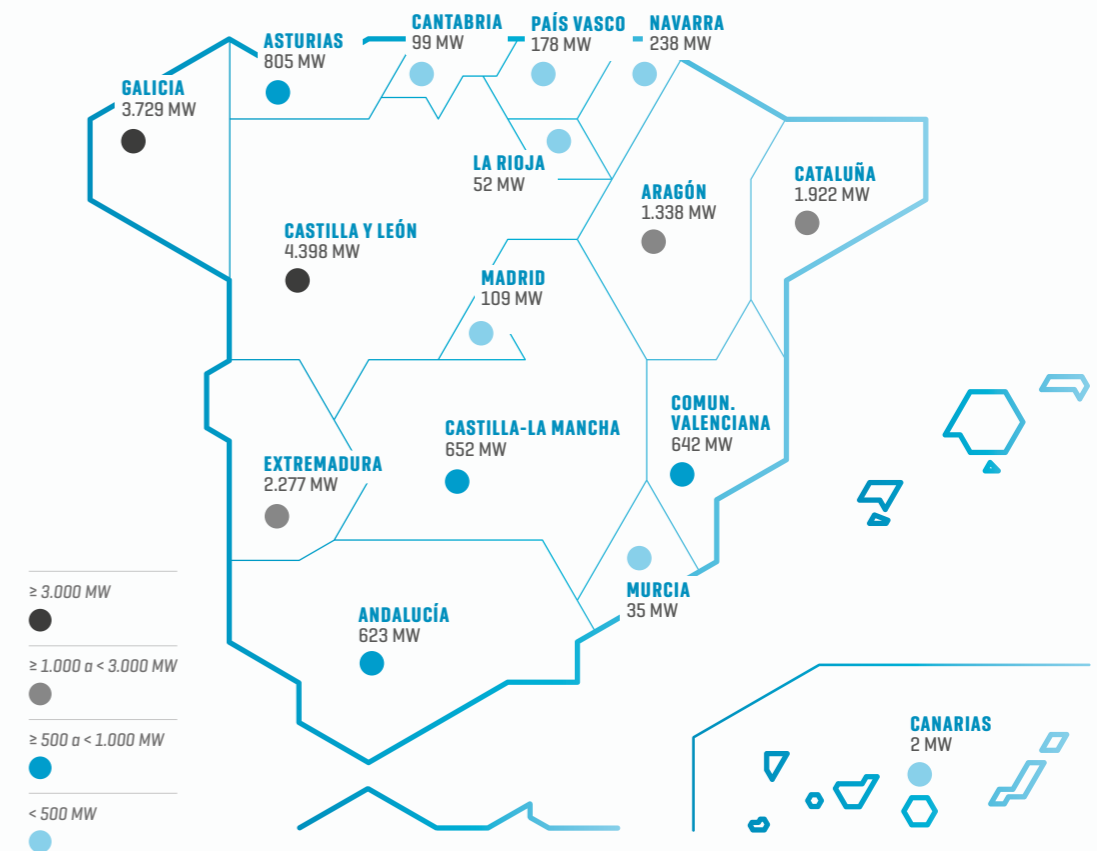 CANTABRIA
99 MW
PAÍS VASCO
178 MW
NAVARRA
238 MW
ASTURIAS
805 MW
GALICIA
3.729 MW
LA RIOJA
52 MW
ARAGÓN
1.338 MW
CATALUÑA
1.922 MW
CASTILLA Y LEÓN
4.398 MW
MADRID
109 MW
COMUN.
VALENCIANA
642 MW
CASTILLA-LA MANCHA
652 MW
EXTREMADURA
2.277 MW
MURCIA
35 MW
ANDALUCÍA
623 MW
CANARIAS
2 MW
≥ 3.000 MW
≥ 1.000 a < 3.000 MW
≥ 500 a < 1.000 MW
< 500 MW